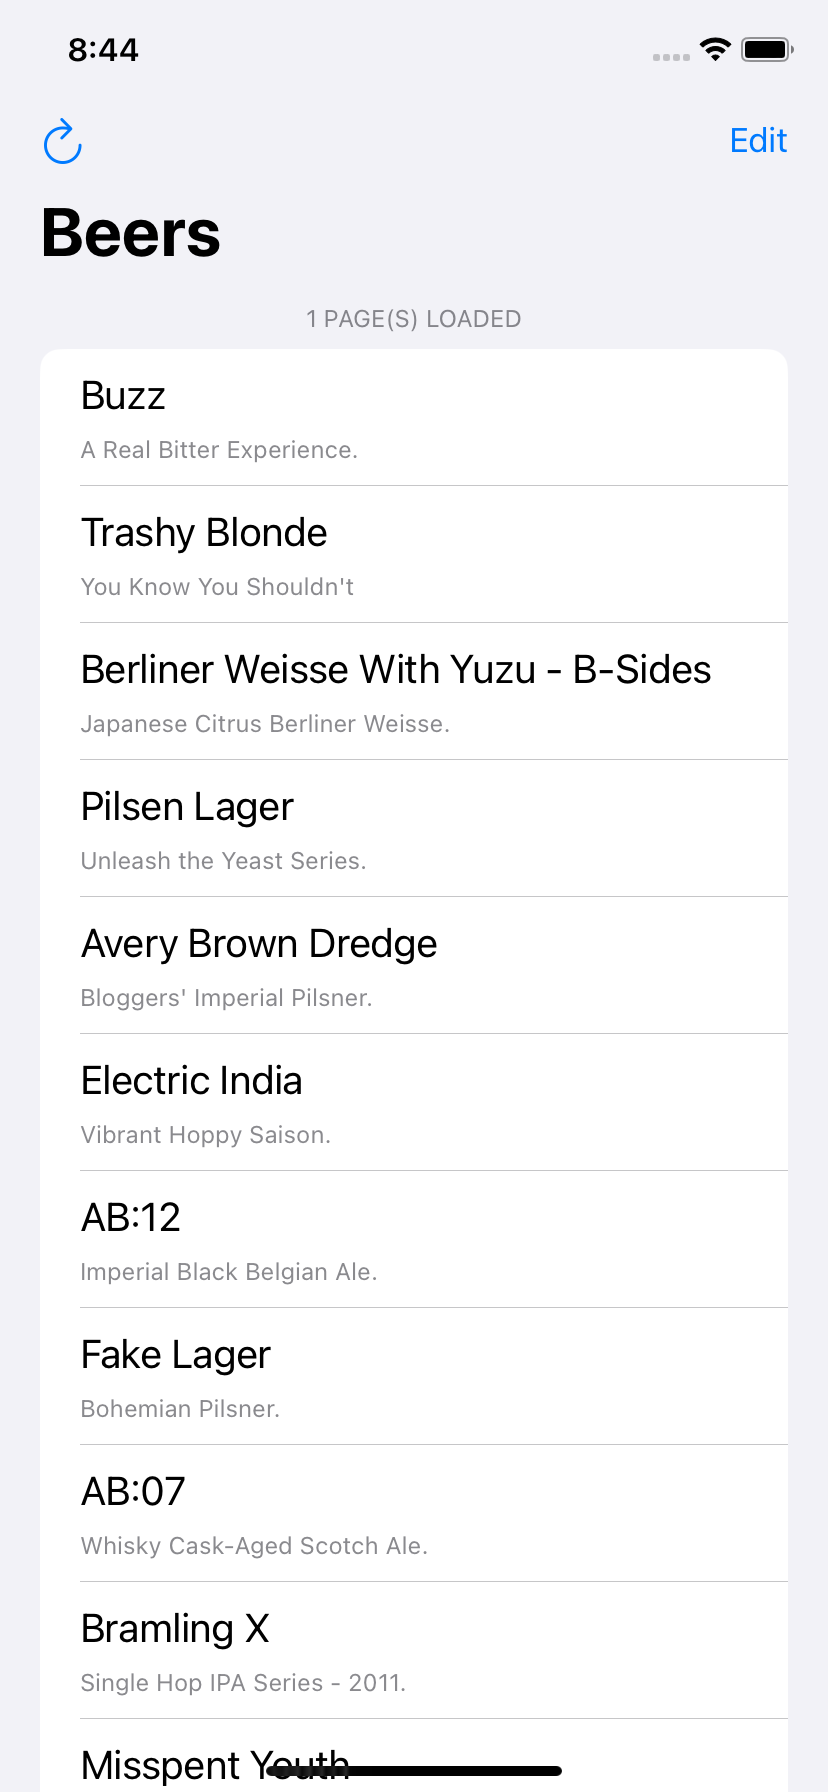 8:44
Edit
Beers
1 PAGE(S) LOADED
Buzz
A Real Bitter Experience.
Trashy Blonde
You Know You Shouldn't
Berliner Weisse With Yuzu - B-Sides
Japanese Citrus Berliner Weisse.
Pilsen Lager
Unleash the Yeast Series.
Avery Brown Dredge
Bloggers' Imperial Pilsner.
Electric India
Vibrant Hoppy Saison.
AB:12
Imperial Black Belgian Ale.
Fake Lager
Bohemian Pilsner.
AB:07
Whisky Cask-Aged Scotch Ale.
Bramling X
Single Hop IPA Series - 2011.
Misspent Youth